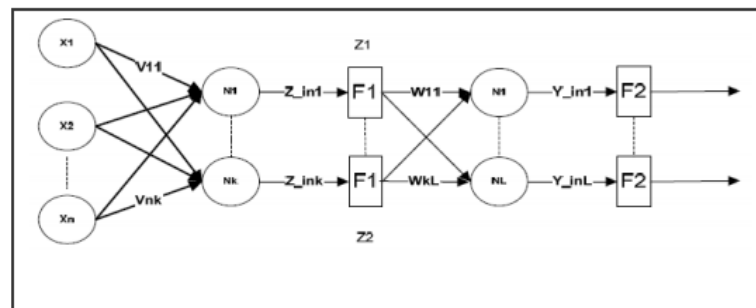 Z1
X1
V11
N1 Z_in1 F1 W11 N1 Y_in1 F2
X2
Nk Z_ink F1 WkL NL Y_inL F2
Vnk
Xn
Z2